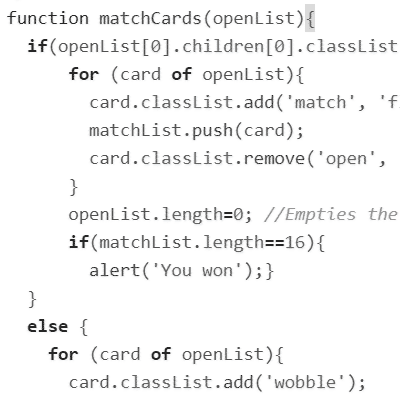 function matchCards(openList){
if(openList[0].children[0].classList
for (card of openList){
card.classList.add('match', 'f
matchList.push(card);
card.classList.remove('open',
}
openList.length=0; //Empties the
if(matchList.length==16){
alert('You won');}
}
else {
for (card of openList){
card.classList.add('wobble');